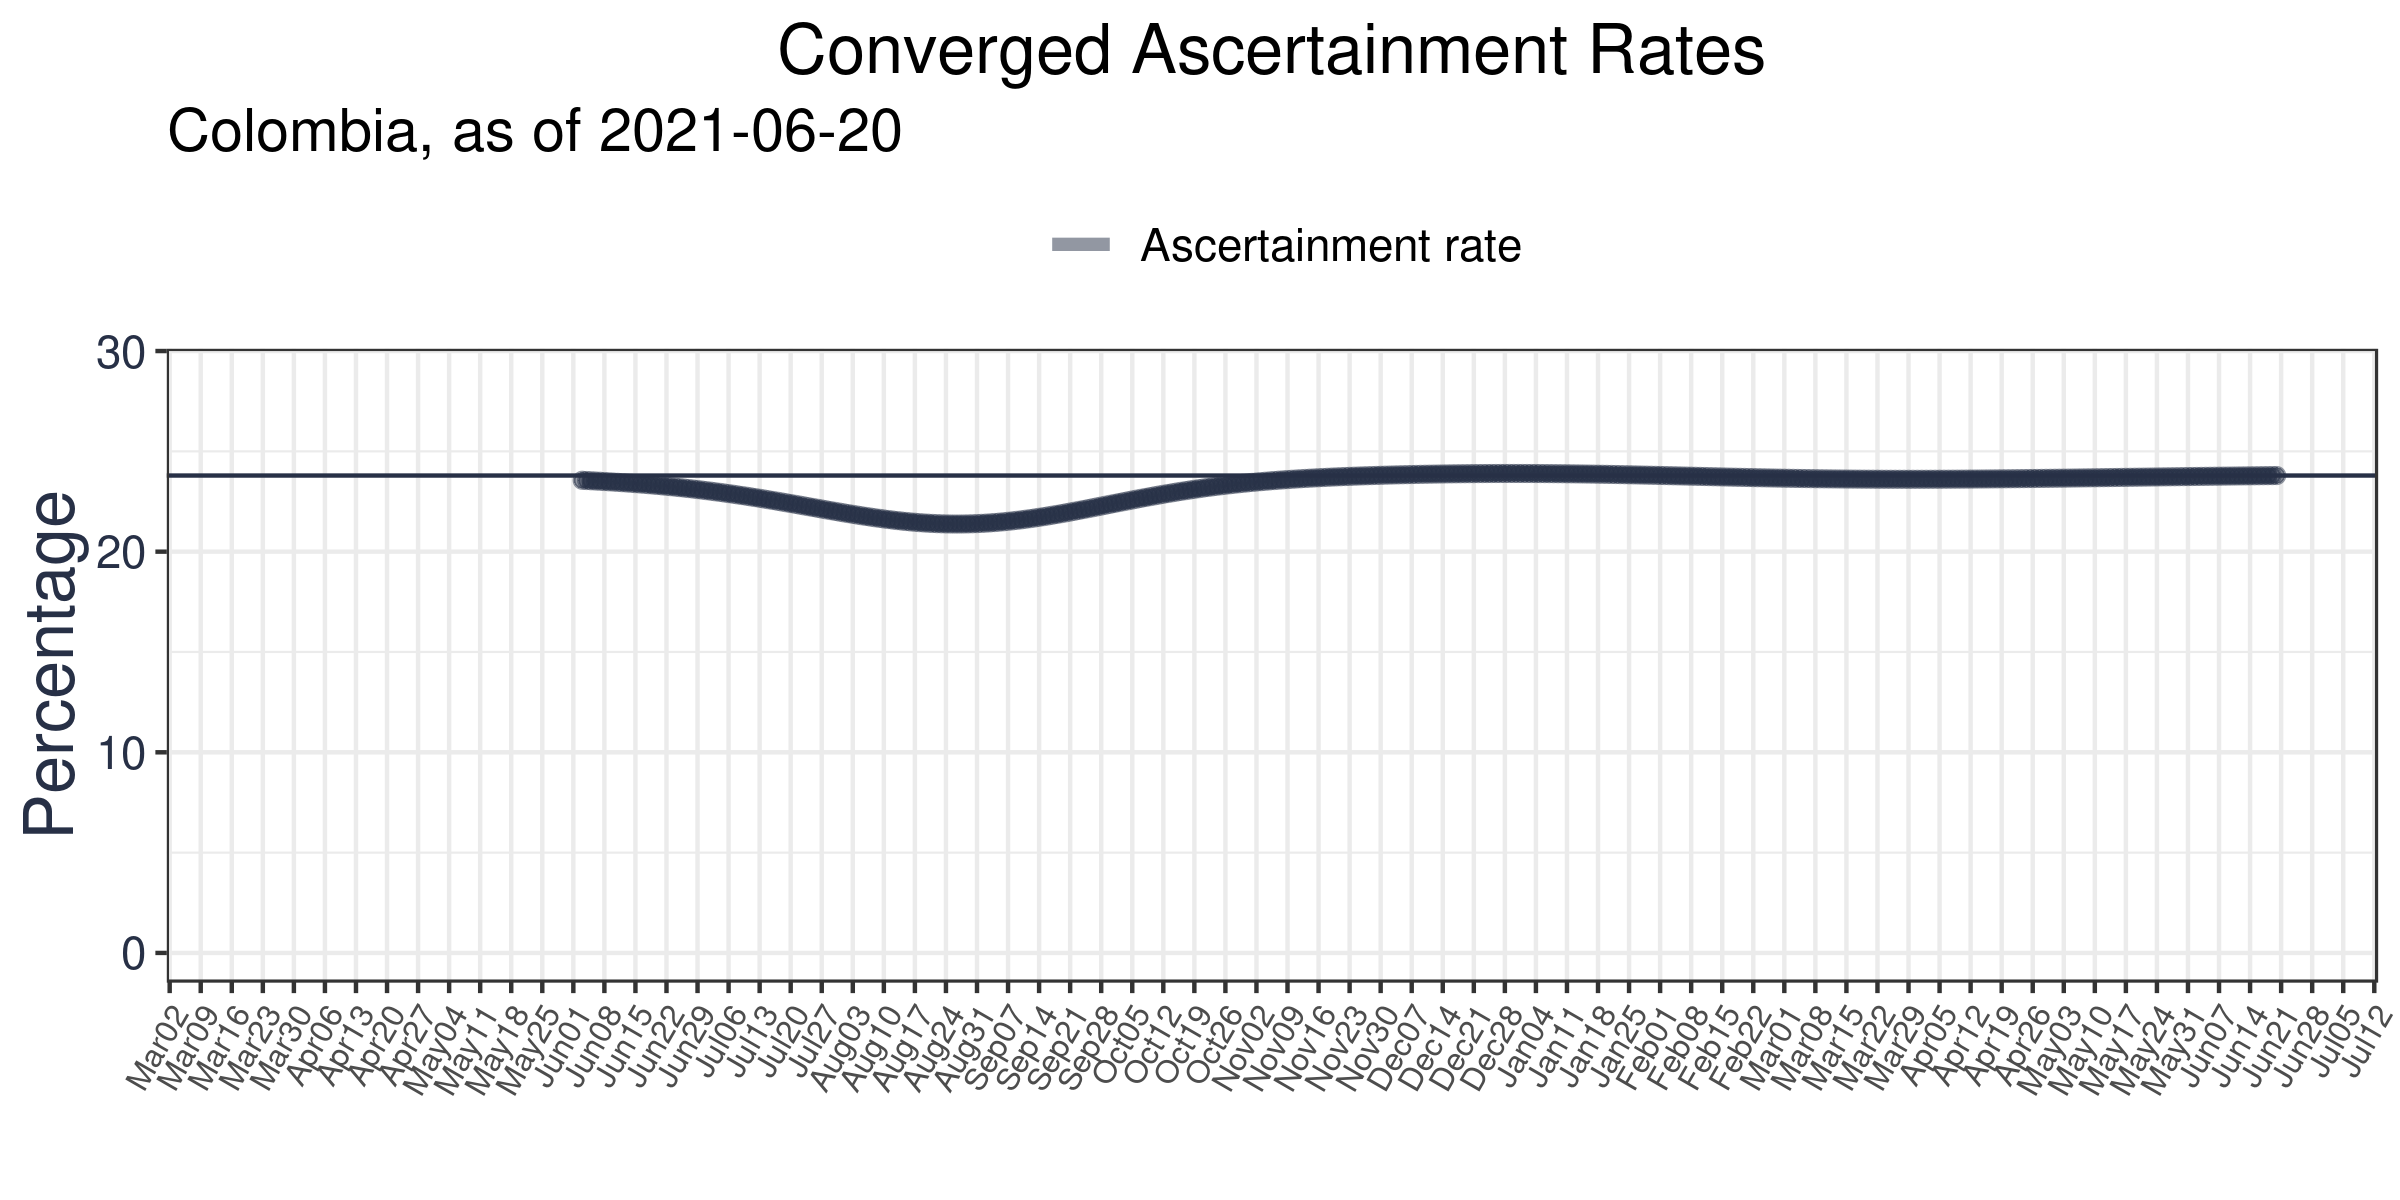 Converged Ascertainment Rates
Colombia, as of 2021-06-20
Ascertainment rate
Percentage
30
20
10
0
Mar02 Mar09 Mar16 Mar23 Mar30 Apr06 Apr13 Apr20 Apr27 May04 May11 May18 May25 Jun01 Jun08 Jun15 Jun22 Jun29 Jul06 Jul13 Jul20 Jul27 Aug03 Aug10 Aug17 Aug24 Aug31 Sep07 Sep14 Sep21 Sep28 Oct05 Oct12 Oct19 Oct26 Nov02 Nov09 Nov16 Nov23 Nov30 Dec07 Dec14 Dec21 Dec28 Jan04 Jan11 Jan18 Jan25 Feb01 Feb08 Feb15 Feb22 Mar01 Mar08 Mar15 Mar22 Mar29 Apr05 Apr12 Apr19 Apr26 May03 May10 May17 May24 May31 Jun07 Jun14 Jun21 Jun28 Jul05 Jul12